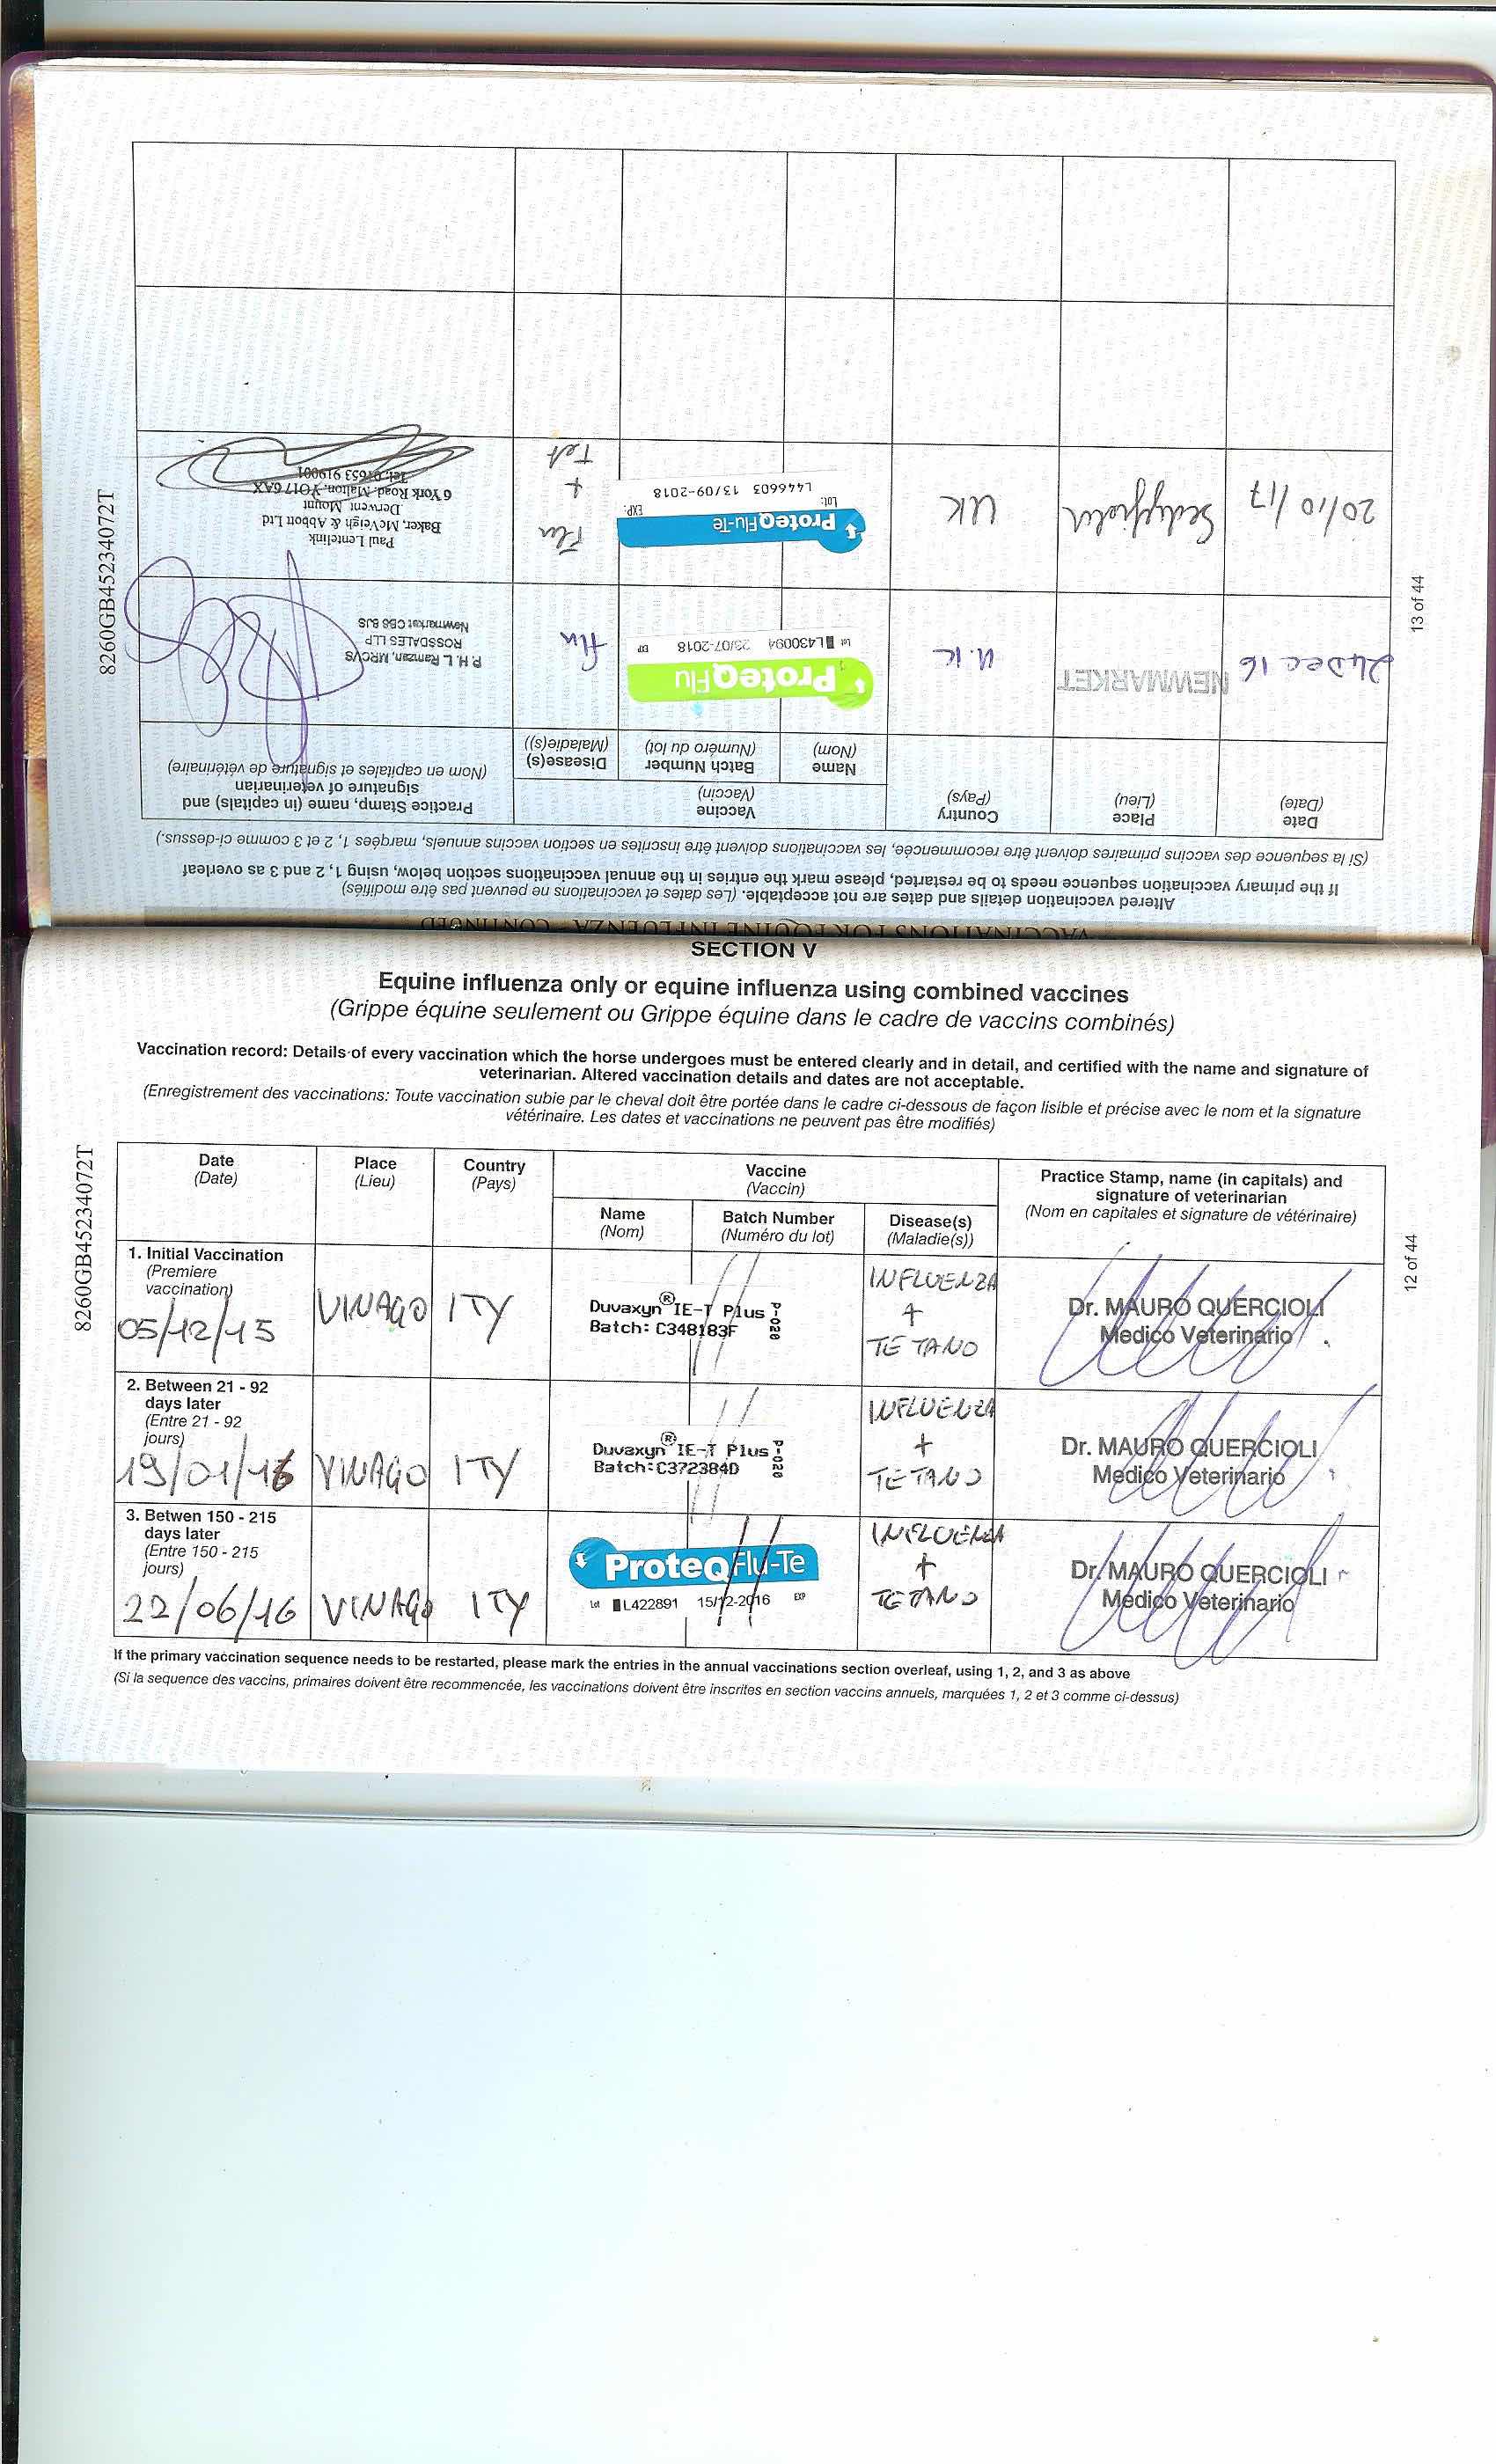 SECTION V
Equine influenza only or equine influenza using combined vaccines
(Grippe équine seulement ou Grippe équine dans le cadre de vaccins combinés)
Vaccination record: Details of every vaccination which the horse undergoes must be entered clearly and in detail, and certified with the name and signature of
veterinarian. Altered vaccination details and dates are not acceptable.
(Enregistrement des vaccinations: Toute vaccination subie par le cheval doit être portée dans le cadre ci-dessous de façon lisible et précise avec le nom et la signature
vétérinaire. Les dates et vaccinations ne peuvent pas être modifiés)
8260GB45234072T
12 of 44
Date
(Date)
Place
(Lieu)
Country
(Pays)
Vaccine
(Vaccin)
Name
(Nom)
Batch Number
(Numéro du lot)
Disease(s)
(Maladie(s))
Practice Stamp, name (in capitals) and
signature of veterinarian
(Nom en capitales et signature de vétérinaire)
1. Initial Vaccination
(Premiere
vaccination)
05/12/15
VINAGO
ITY
Duvaxyn® IE-T Plus
Batch: C348183F
P-028
INFLUENZA
+
TETANO
Dr. MAURO QUERCIOLI
Medico Veterinario
2. Between 21 - 92
days later
(Entre 21 - 92
jours)
19/01/16
VINAGO
ITY
Duvaxyn® IE-T Plus
Batch: C372384D
P-028
INFLUENZA
+
TETANO
Dr. MAURO QUERCIOLI
Medico Veterinario
3. Betwen 150 - 215
days later
(Entre 150 - 215
jours)
22/06/16
VINAGO
ITY
ProteqFlu-Te
Lot L422891 15/12-2016 EXP
INFLUENZA
+
TETANO
Dr. MAURO QUERCIOLI
Medico Veterinario
If the primary vaccination sequence needs to be restarted, please mark the entries in the annual vaccinations section overleaf, using 1, 2, and 3 as above
(Si la sequence des vaccins, primaires doivent être recommencée, les vaccinations doivent être inscrites en section vaccins annuels, marquées 1, 2 et 3 comme ci-dessus)
VACCINATIONS FOR EQUINE INFLUENZA - CONTINUED
Altered vaccination details and dates are not acceptable. (Les dates et vaccinations ne peuvent pas être modifiés)
If the primary vaccination sequence needs to be restarted, please mark the entries in the annual vaccinations section below, using 1, 2 and 3 as overleaf
(Si la sequence des vaccins primaires doivent être recommencée, les vaccinations doivent être inscrites en section vaccins annuels, marquées 1, 2 et 3 comme ci-dessus.)
Date
(Date)
Place
(Lieu)
Country
(Pays)
Vaccine
(Vaccin)
Name
(Nom)
Batch Number
(Numéro du lot)
Disease(s)
(Maladie(s))
Practice Stamp, name (in capitals) and
signature of veterinarian
(Nom en capitales et signature de vétérinaire)
24 Dec 16
NEWMARKET
U.K
ProteqFlu
Lot L430094 23/07-2018 EXP
flu
P. H. L Ramzan, MRCVS
ROSSDALES LLP
Newmarket CB8 8JS
20/10/17
Sedgefield
UK
ProteqFlu-Te
Lot: EXP.
L446603 13/09-2018
Flu
+
Tet
Paul Lentelink
Baker, McVeigh & Abbott Ltd
Derwent Mount
6 York Road, Malton, YO17 6AX
Tel: 01653 919001
13 of 44
8260GB45234072T